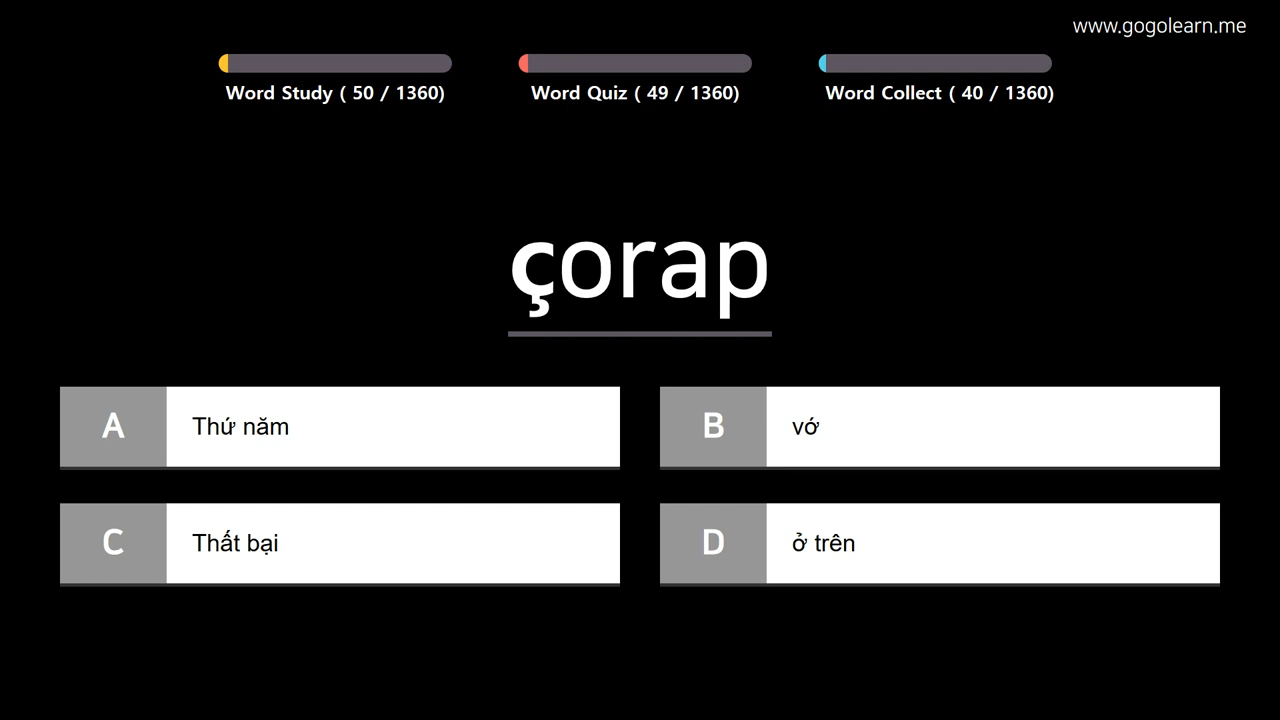 www.gogolearn.me
Word Study ( 50 / 1360)
Word Quiz ( 49 / 1360)
Word Collect ( 40 / 1360)
çorap
A
Thứ năm
B
vớ
C
Thất bại
D
ở trên